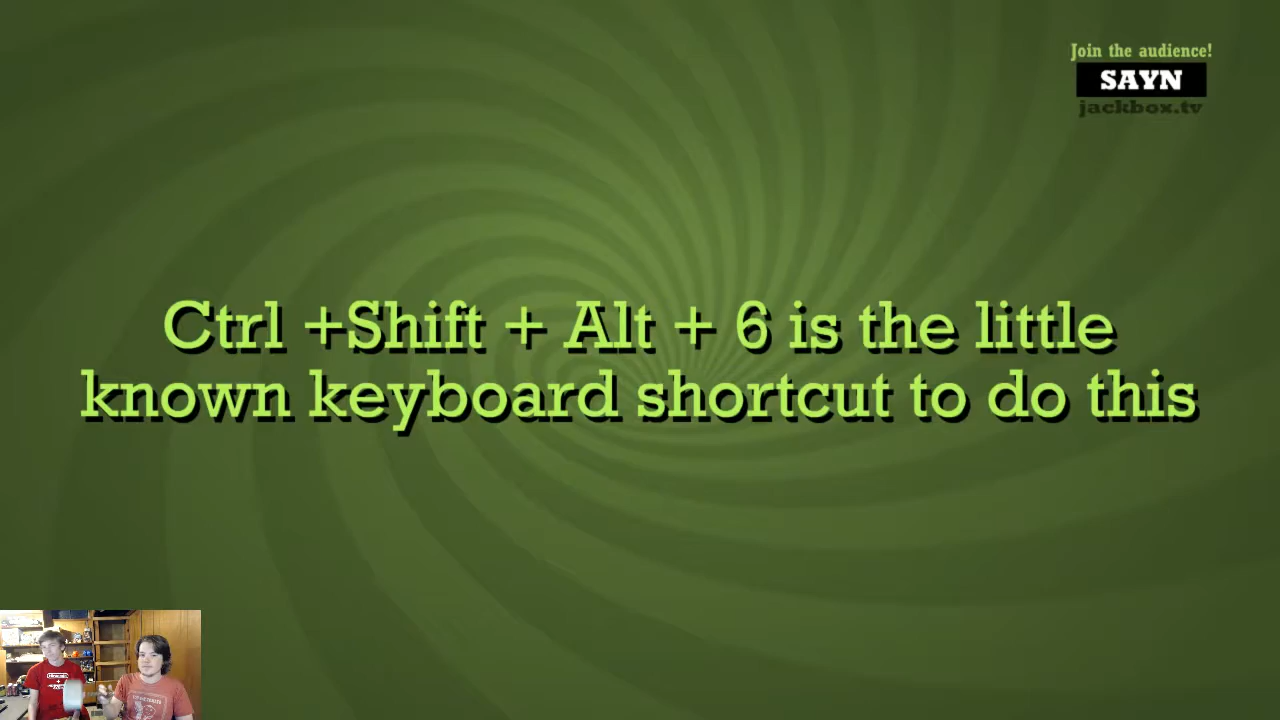 Join the audience!
SAYN
jackbox.tv
Ctrl +Shift + Alt + 6 is the little
known keyboard shortcut to do this